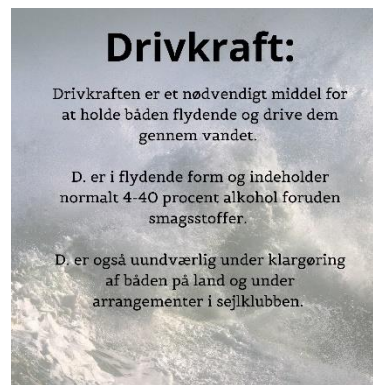 Drivkraft:
Drivkraften er et nødvendigt middel for
at holde båden flydende og drive dem
gennem vandet.
D. er i flydende form og indeholder
normalt 4-40 procent alkohol foruden
smagsstoffer.
D. er også uundværlig under klargøring
af båden på land og under
arrangementer i sejlklubben.